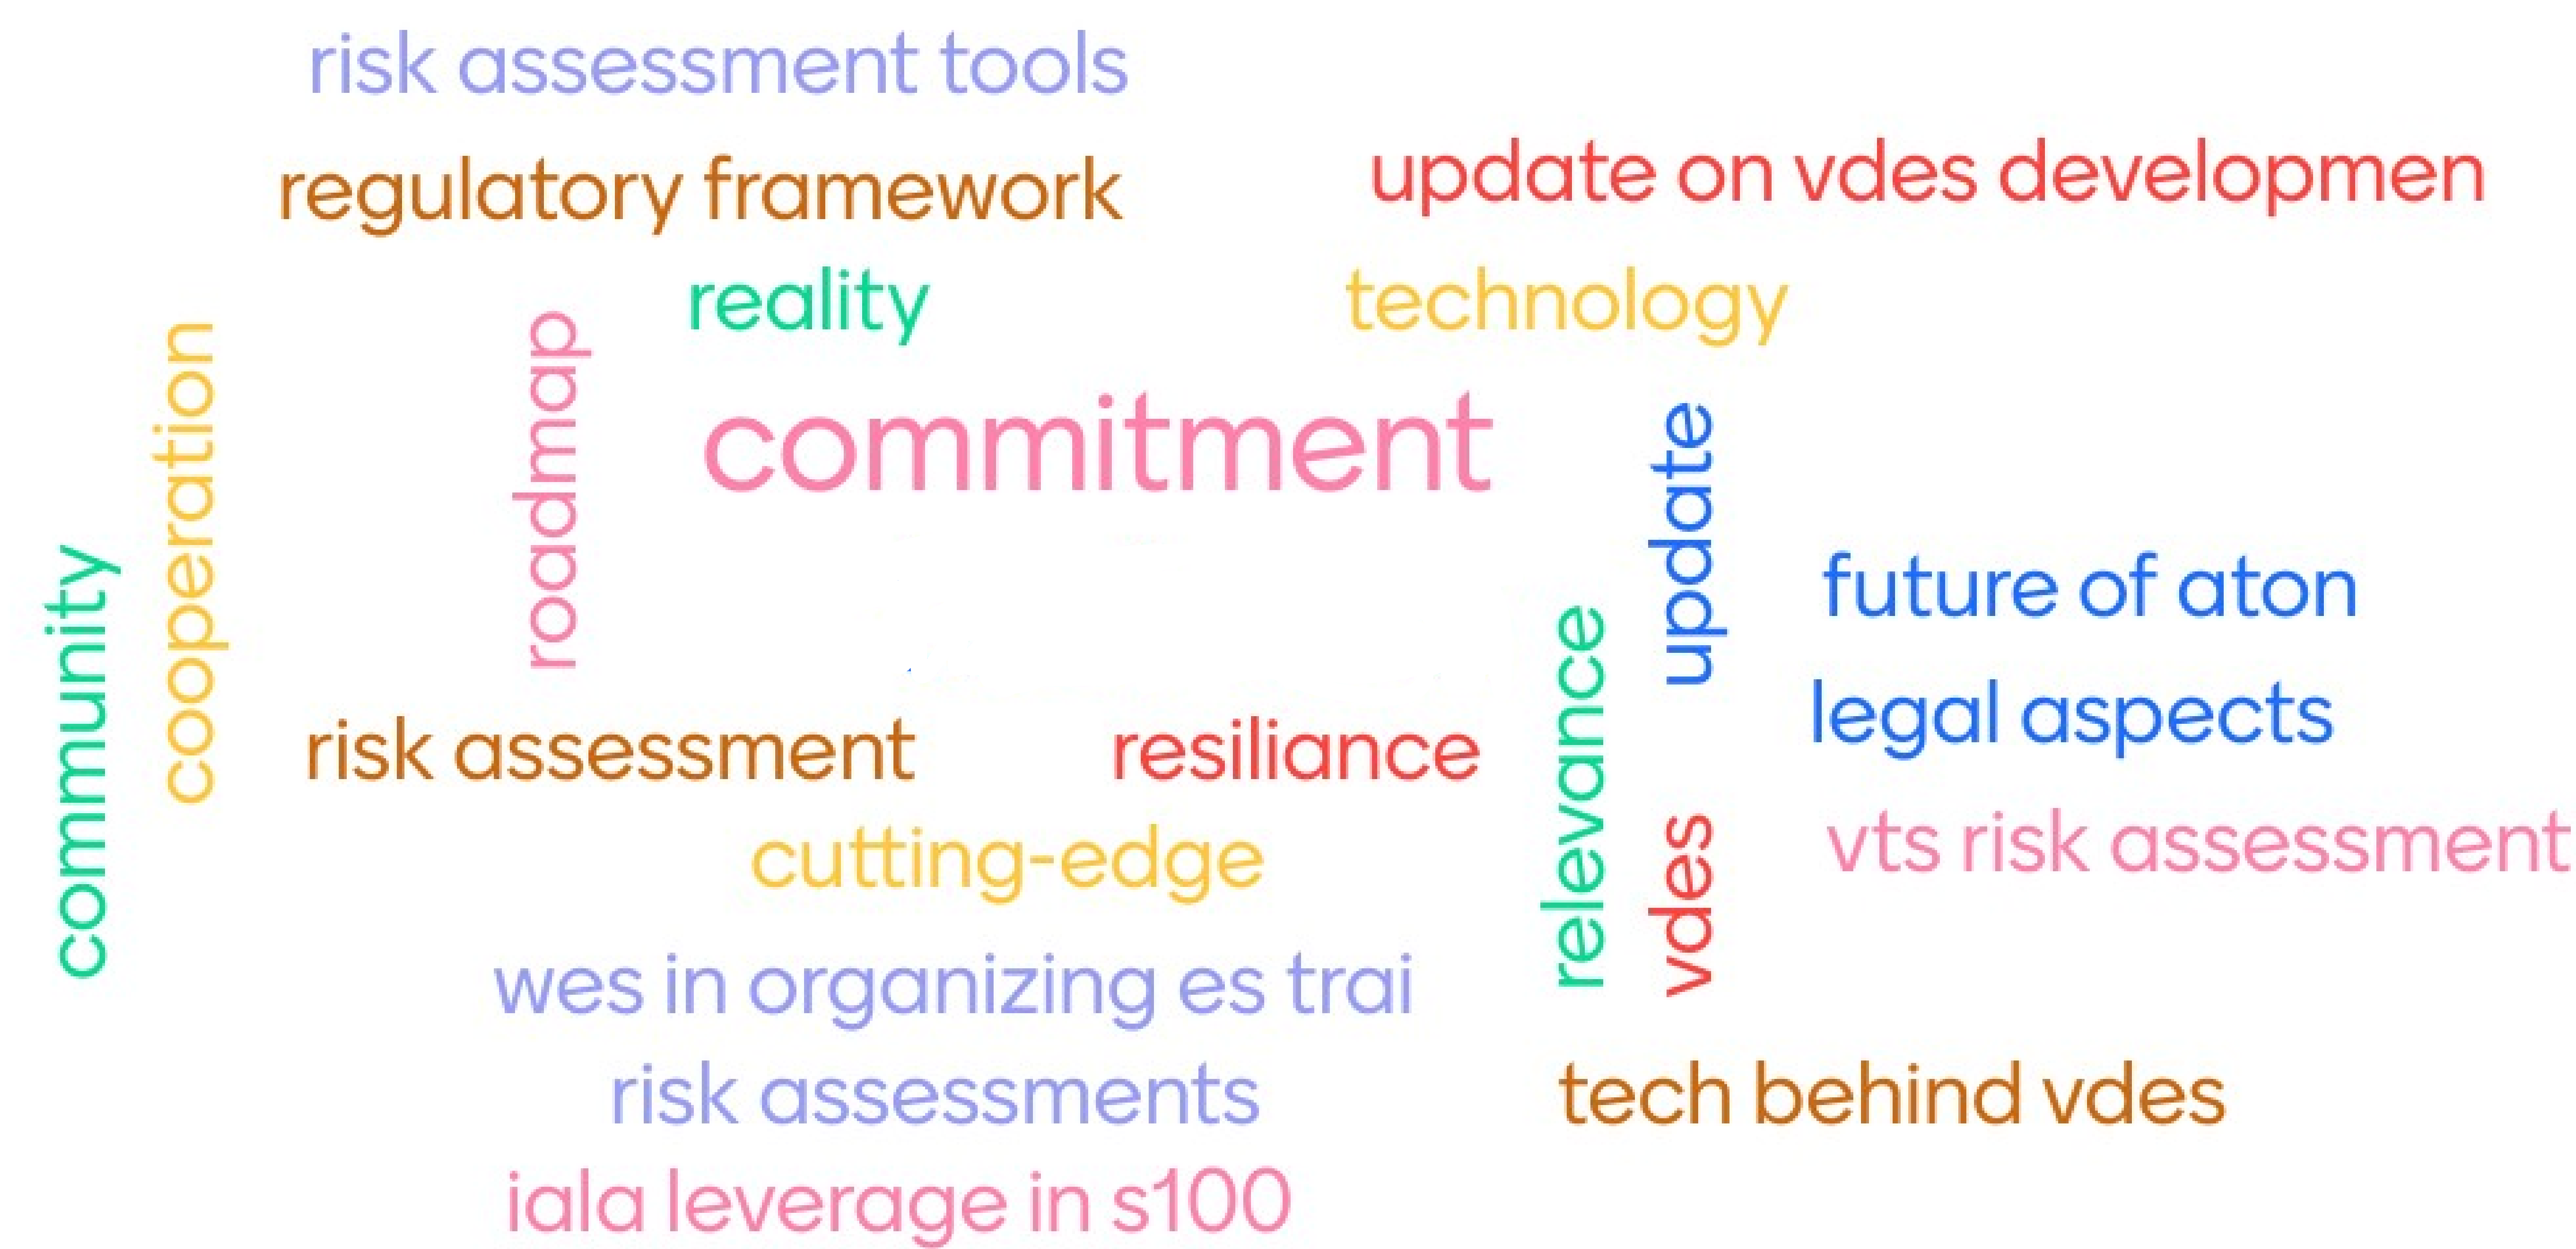 risk assessment tools
regulatory framework
update on vdes developmen
reality
technology
cooperation
roadmap
commitment
update
community
future of aton
relevance
legal aspects
risk assessment
resiliance
vdes
vts risk assessment
cutting-edge
wes in organizing es trai
risk assessments
tech behind vdes
iala leverage in s100